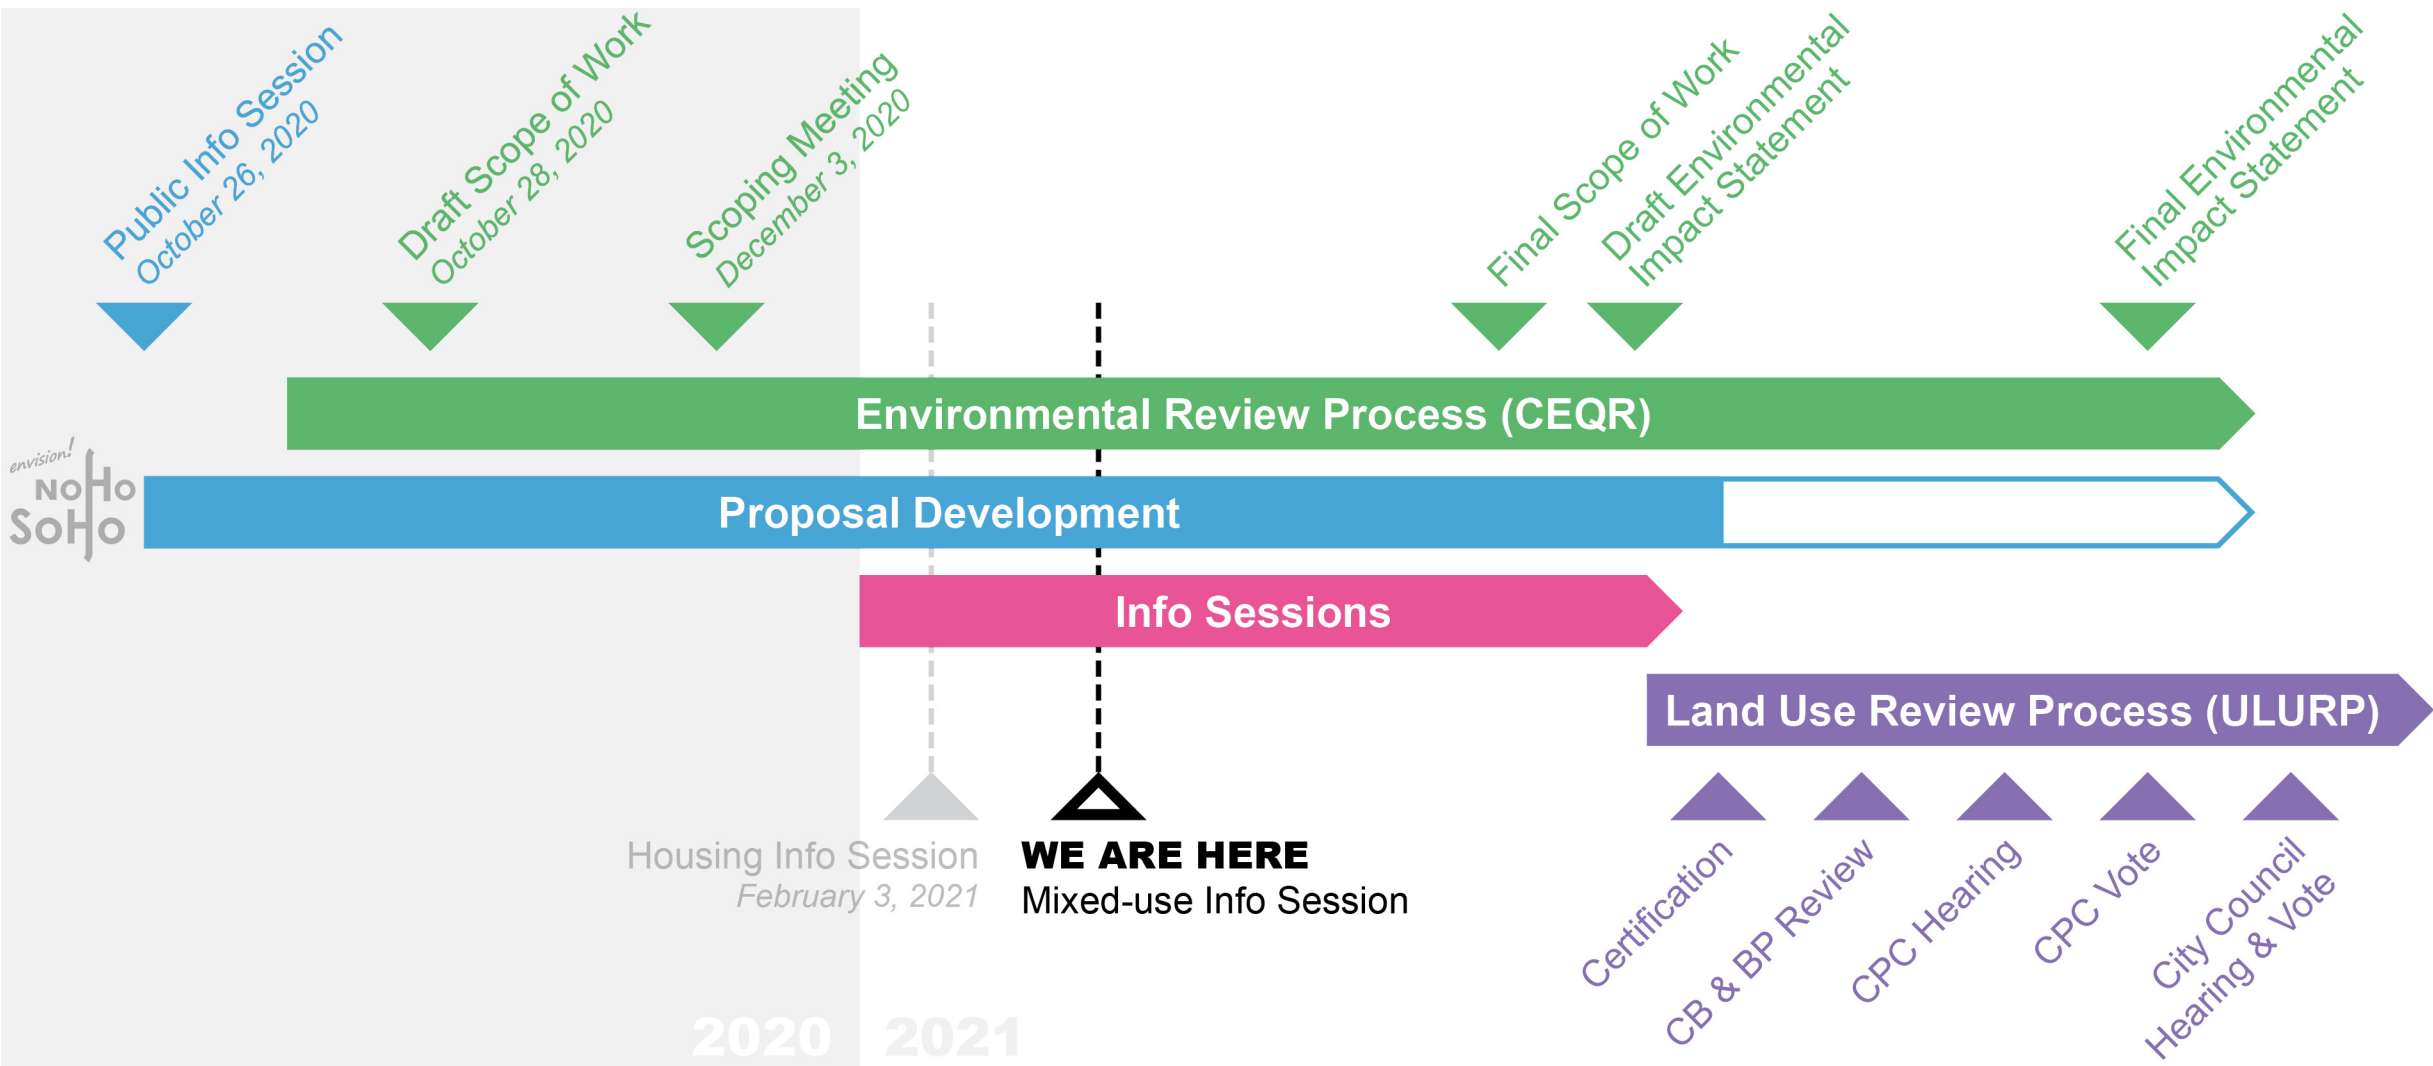 Public Info Session
October 26, 2020
Draft Scope of Work
October 28, 2020
Scoping Meeting
December 3, 2020
Final Scope of Work
Draft Environmental
Impact Statement
Final Environmental
Impact Statement
Environmental Review Process (CEQR)
envision!
NoHo
SoHo
Proposal Development
Info Sessions
Land Use Review Process (ULURP)
Housing Info Session
February 3, 2021
WE ARE HERE
Mixed-use Info Session
Certification
CB & BP Review
CPC Hearing
CPC Vote
City Council
Hearing & Vote
2020
2021